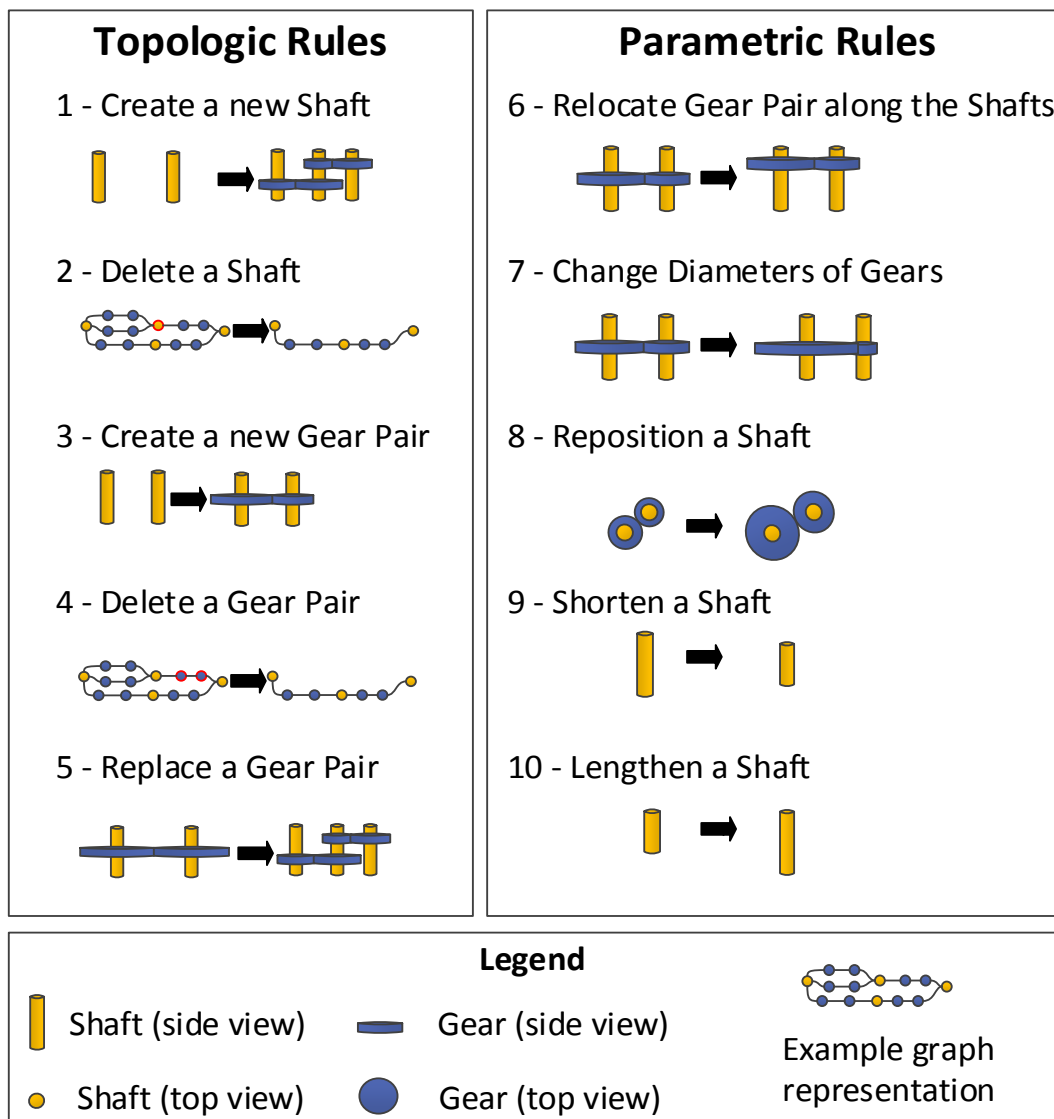 Topologic Rules
1 - Create a new Shaft
2 - Delete a Shaft
3 - Create a new Gear Pair
4 - Delete a Gear Pair
5 - Replace a Gear Pair
Parametric Rules
6 - Relocate Gear Pair along the Shafts
7 - Change Diameters of Gears
8 - Reposition a Shaft
9 - Shorten a Shaft
10 - Lengthen a Shaft
Legend
Shaft (side view)
Gear (side view)
Shaft (top view)
Gear (top view)
Example graph
representation